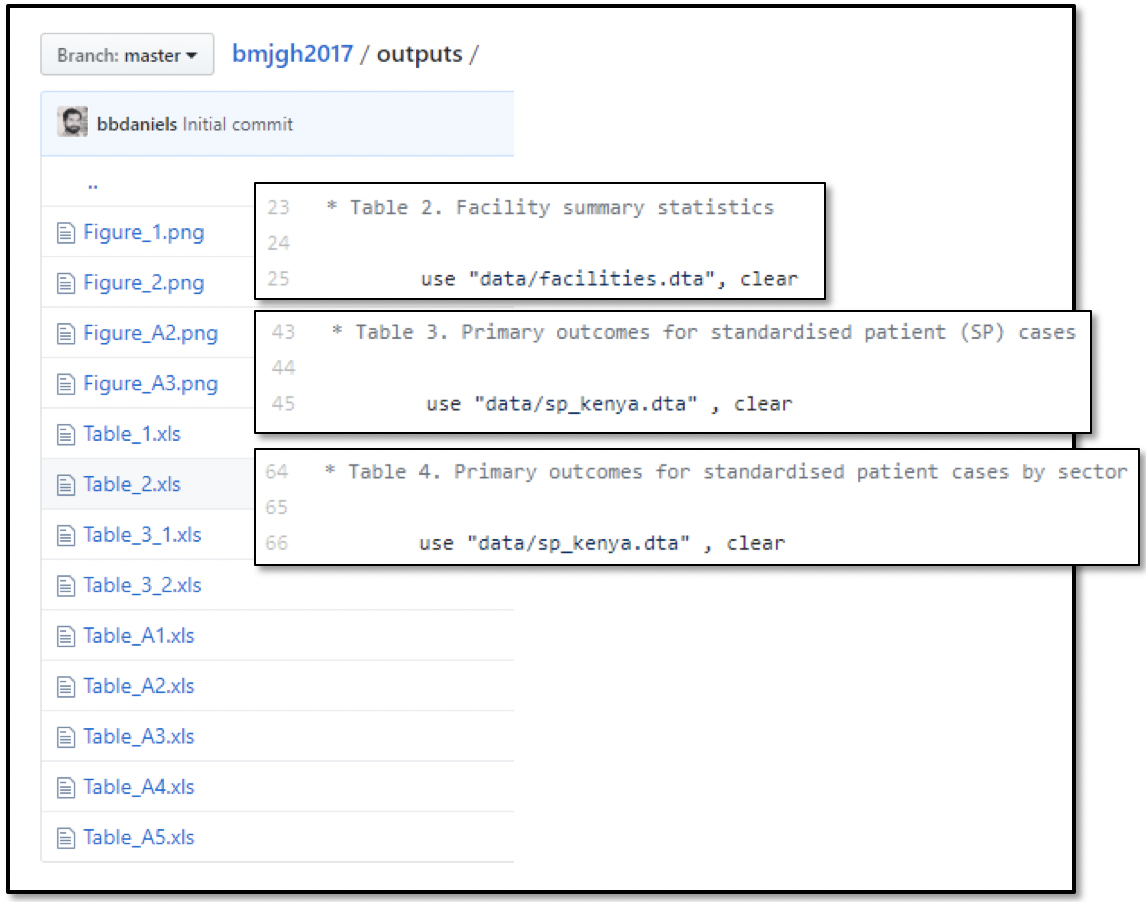 Branch: master
bmjgh2017 / outputs /
bbdaniels Initial commit
..
Figure_1.png
Figure_2.png
Figure_A2.png
Figure_A3.png
Table_1.xls
Table_2.xls
Table_3_1.xls
Table_3_2.xls
Table_A1.xls
Table_A2.xls
Table_A3.xls
Table_A4.xls
Table_A5.xls
23 * Table 2. Facility summary statistics
24
25 use "data/facilities.dta", clear
43 * Table 3. Primary outcomes for standardised patient (SP) cases
44
45 use "data/sp_kenya.dta" , clear
64 * Table 4. Primary outcomes for standardised patient cases by sector
65
66 use "data/sp_kenya.dta" , clear